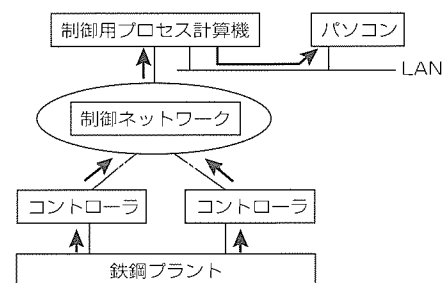 制御用プロセス計算機
パソコン
LAN
制御ネットワーク
コントローラ
コントローラ
鉄鋼プラント